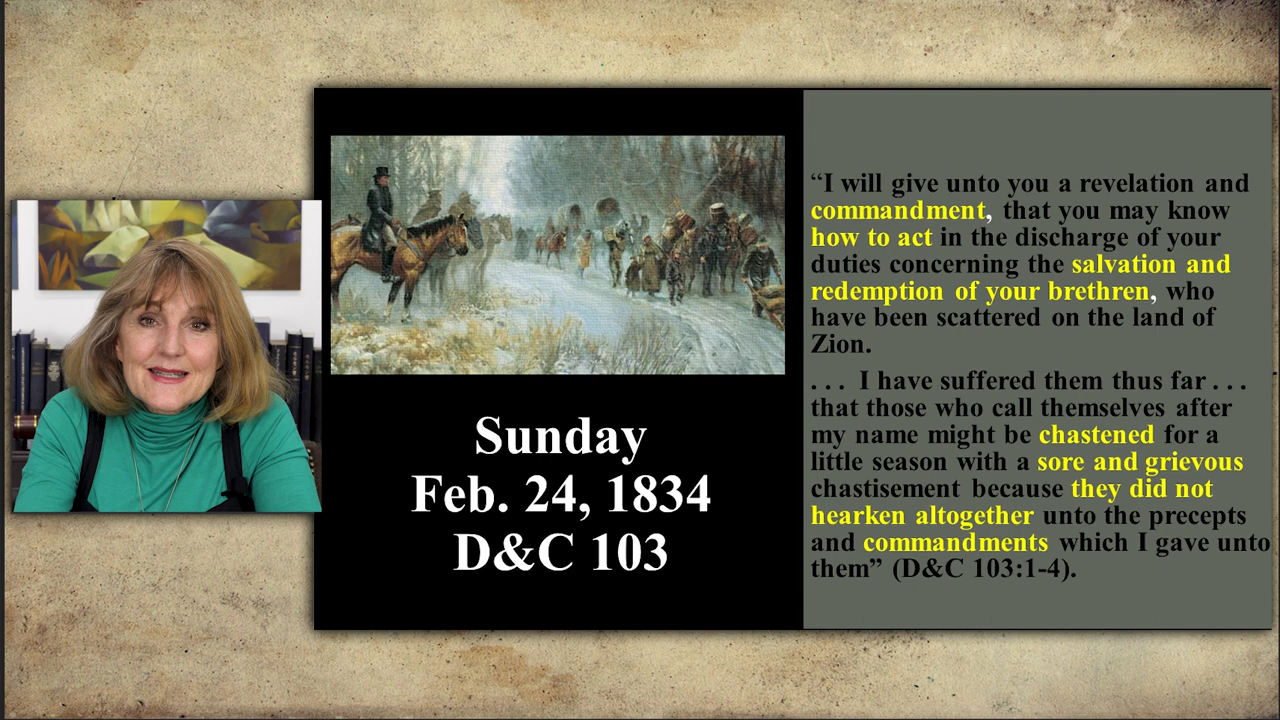 Sunday
Feb. 24, 1834
D&C 103
“I will give unto you a revelation and
commandment, that you may know
how to act in the discharge of your
duties concerning the salvation and
redemption of your brethren, who
have been scattered on the land of
Zion.
. . . I have suffered them thus far . . .
that those who call themselves after
my name might be chastened for a
little season with a sore and grievous
chastisement because they did not
hearken altogether unto the precepts
and commandments which I gave unto
them” (D&C 103:1-4).